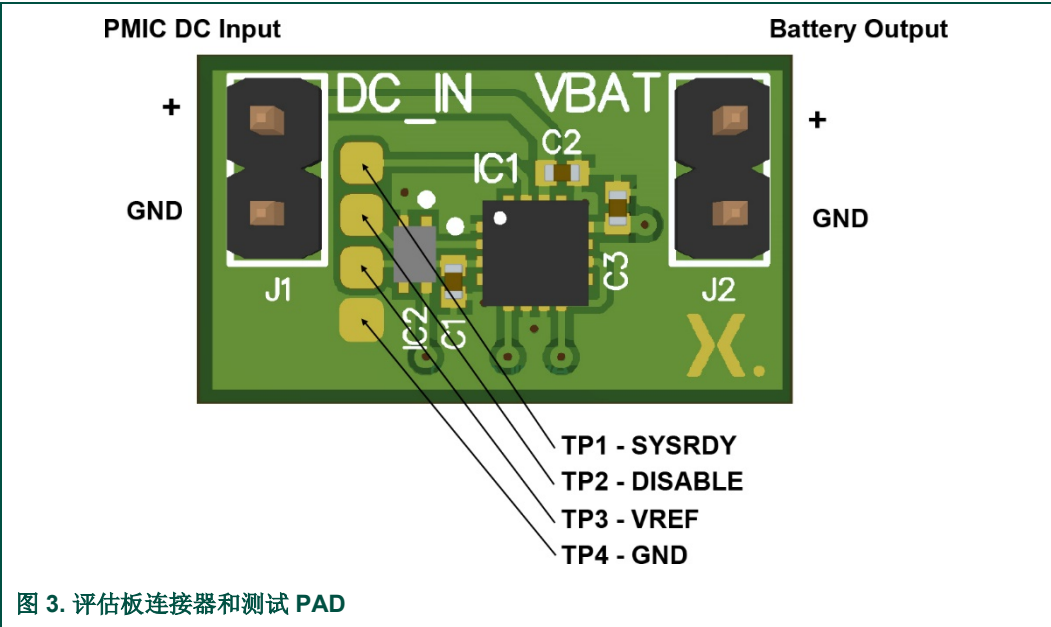 PMIC DC Input
Battery Output
DC_IN
VBAT
+
+
C2
IC1
GND
GND
J1
IC2
C1
C3
J2
X.
TP1 - SYSRDY
TP2 - DISABLE
TP3 - VREF
TP4 - GND
图 3. 评估板连接器和测试 PAD